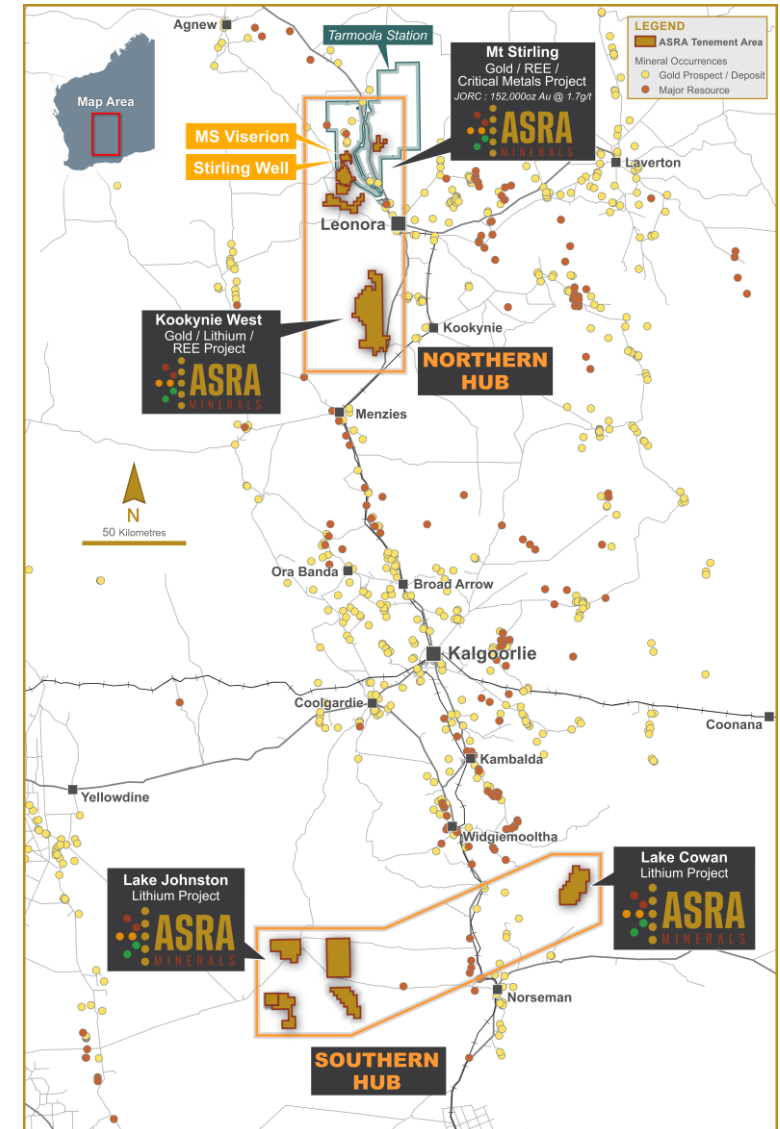 Agnew
Tarmoola Station
LEGEND
ASRA Tenement Area
Mineral Occurrences
Gold Prospect / Deposit
Major Resource
Map Area
Mt Stirling
Gold / REE /
Critical Metals Project
JORC : 152,000oz Au @ 1.7g/t
ASRA
MINERALS
MS Viserion
Stirling Well
Laverton
Leonora
Kookynie West
Gold / Lithium /
REE Project
ASRA
MINERALS
Kookynie
NORTHERN
HUB
Menzies
N
50 Kilometres
Ora Banda
Broad Arrow
Kalgoorlie
Coolgardie
Coonana
Kambalda
Yellowdine
Widgiemooltha
Lake Cowan
Lithium Project
ASRA
MINERALS
Lake Johnston
Lithium Project
ASRA
MINERALS
Norseman
SOUTHERN
HUB